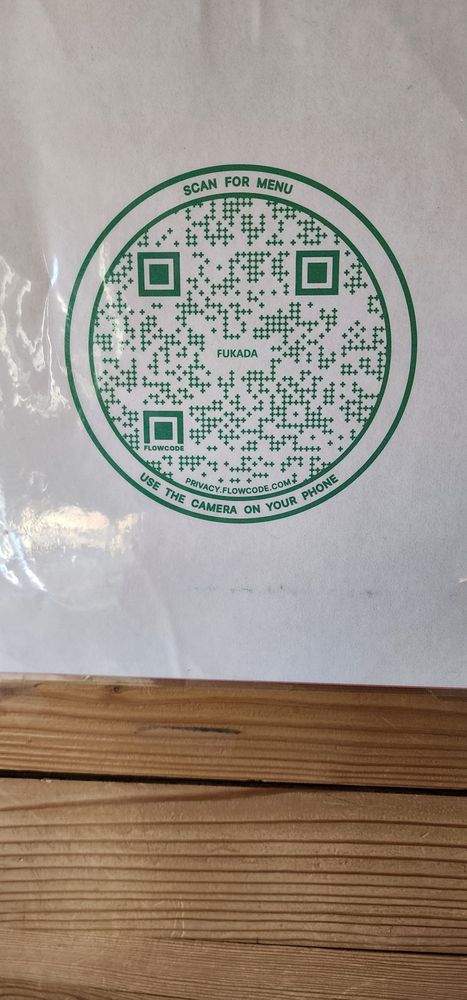 SCAN FOR MENU
FUKADA
FLOWCODE
PRIVACY.FLOWCODE.COM
USE THE CAMERA ON YOUR PHONE